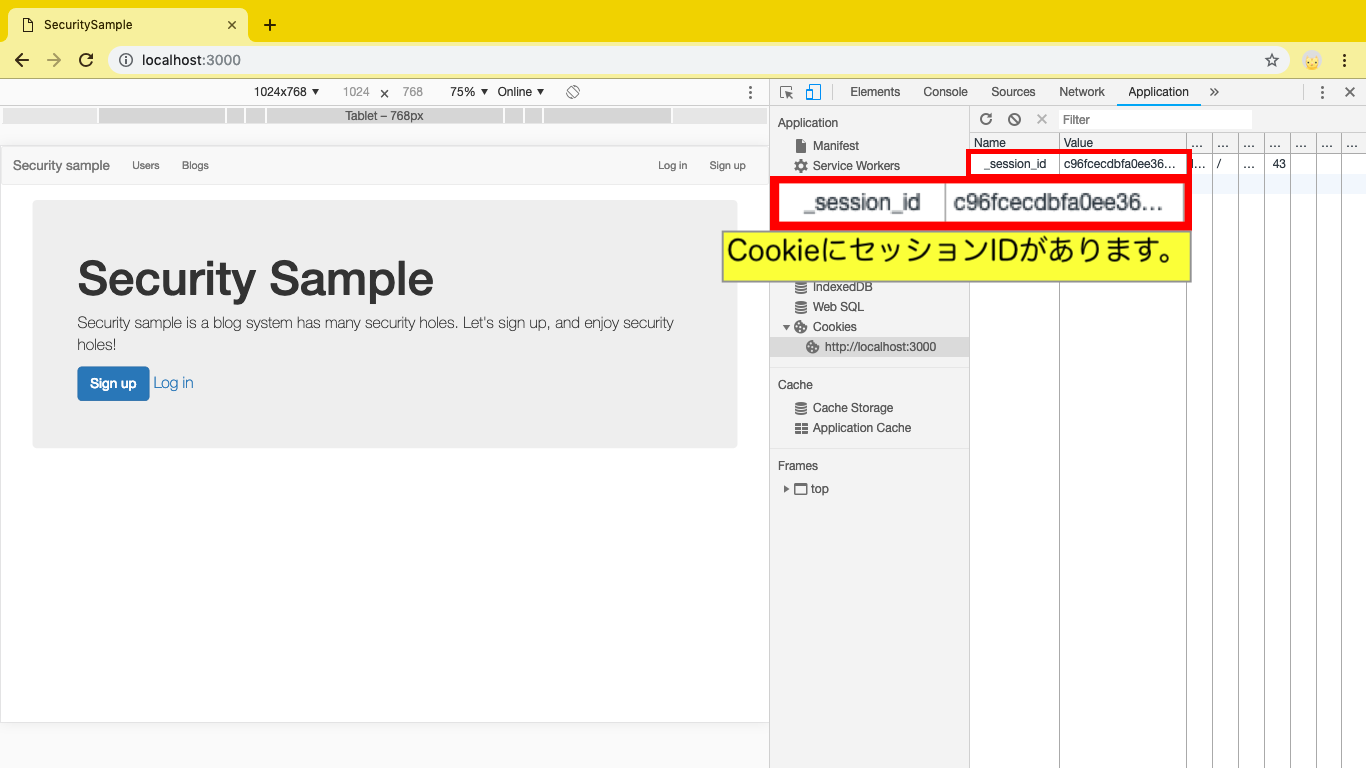 SecuritySample
localhost:3000
1024x768 ▼ 1024 × 768 75% ▼ Online ▼
Tablet – 768px
Security sample Users Blogs Log in Sign up
Security Sample
Security sample is a blog system has many security holes. Let's sign up, and enjoy security
holes!
Sign up Log in
Elements Console Sources Network Application »
Application
Manifest
Service Workers
IndexedDB
Web SQL
Cookies
http://localhost:3000
Cache
Cache Storage
Application Cache
Frames
top
Filter
Name Value ... ... ... ... ... ... ...
_session_id c96fcecdbfa0ee36... l... / ... 43
_session_id c96fcecdbfa0ee36...
CookieにセッションIDがあります。